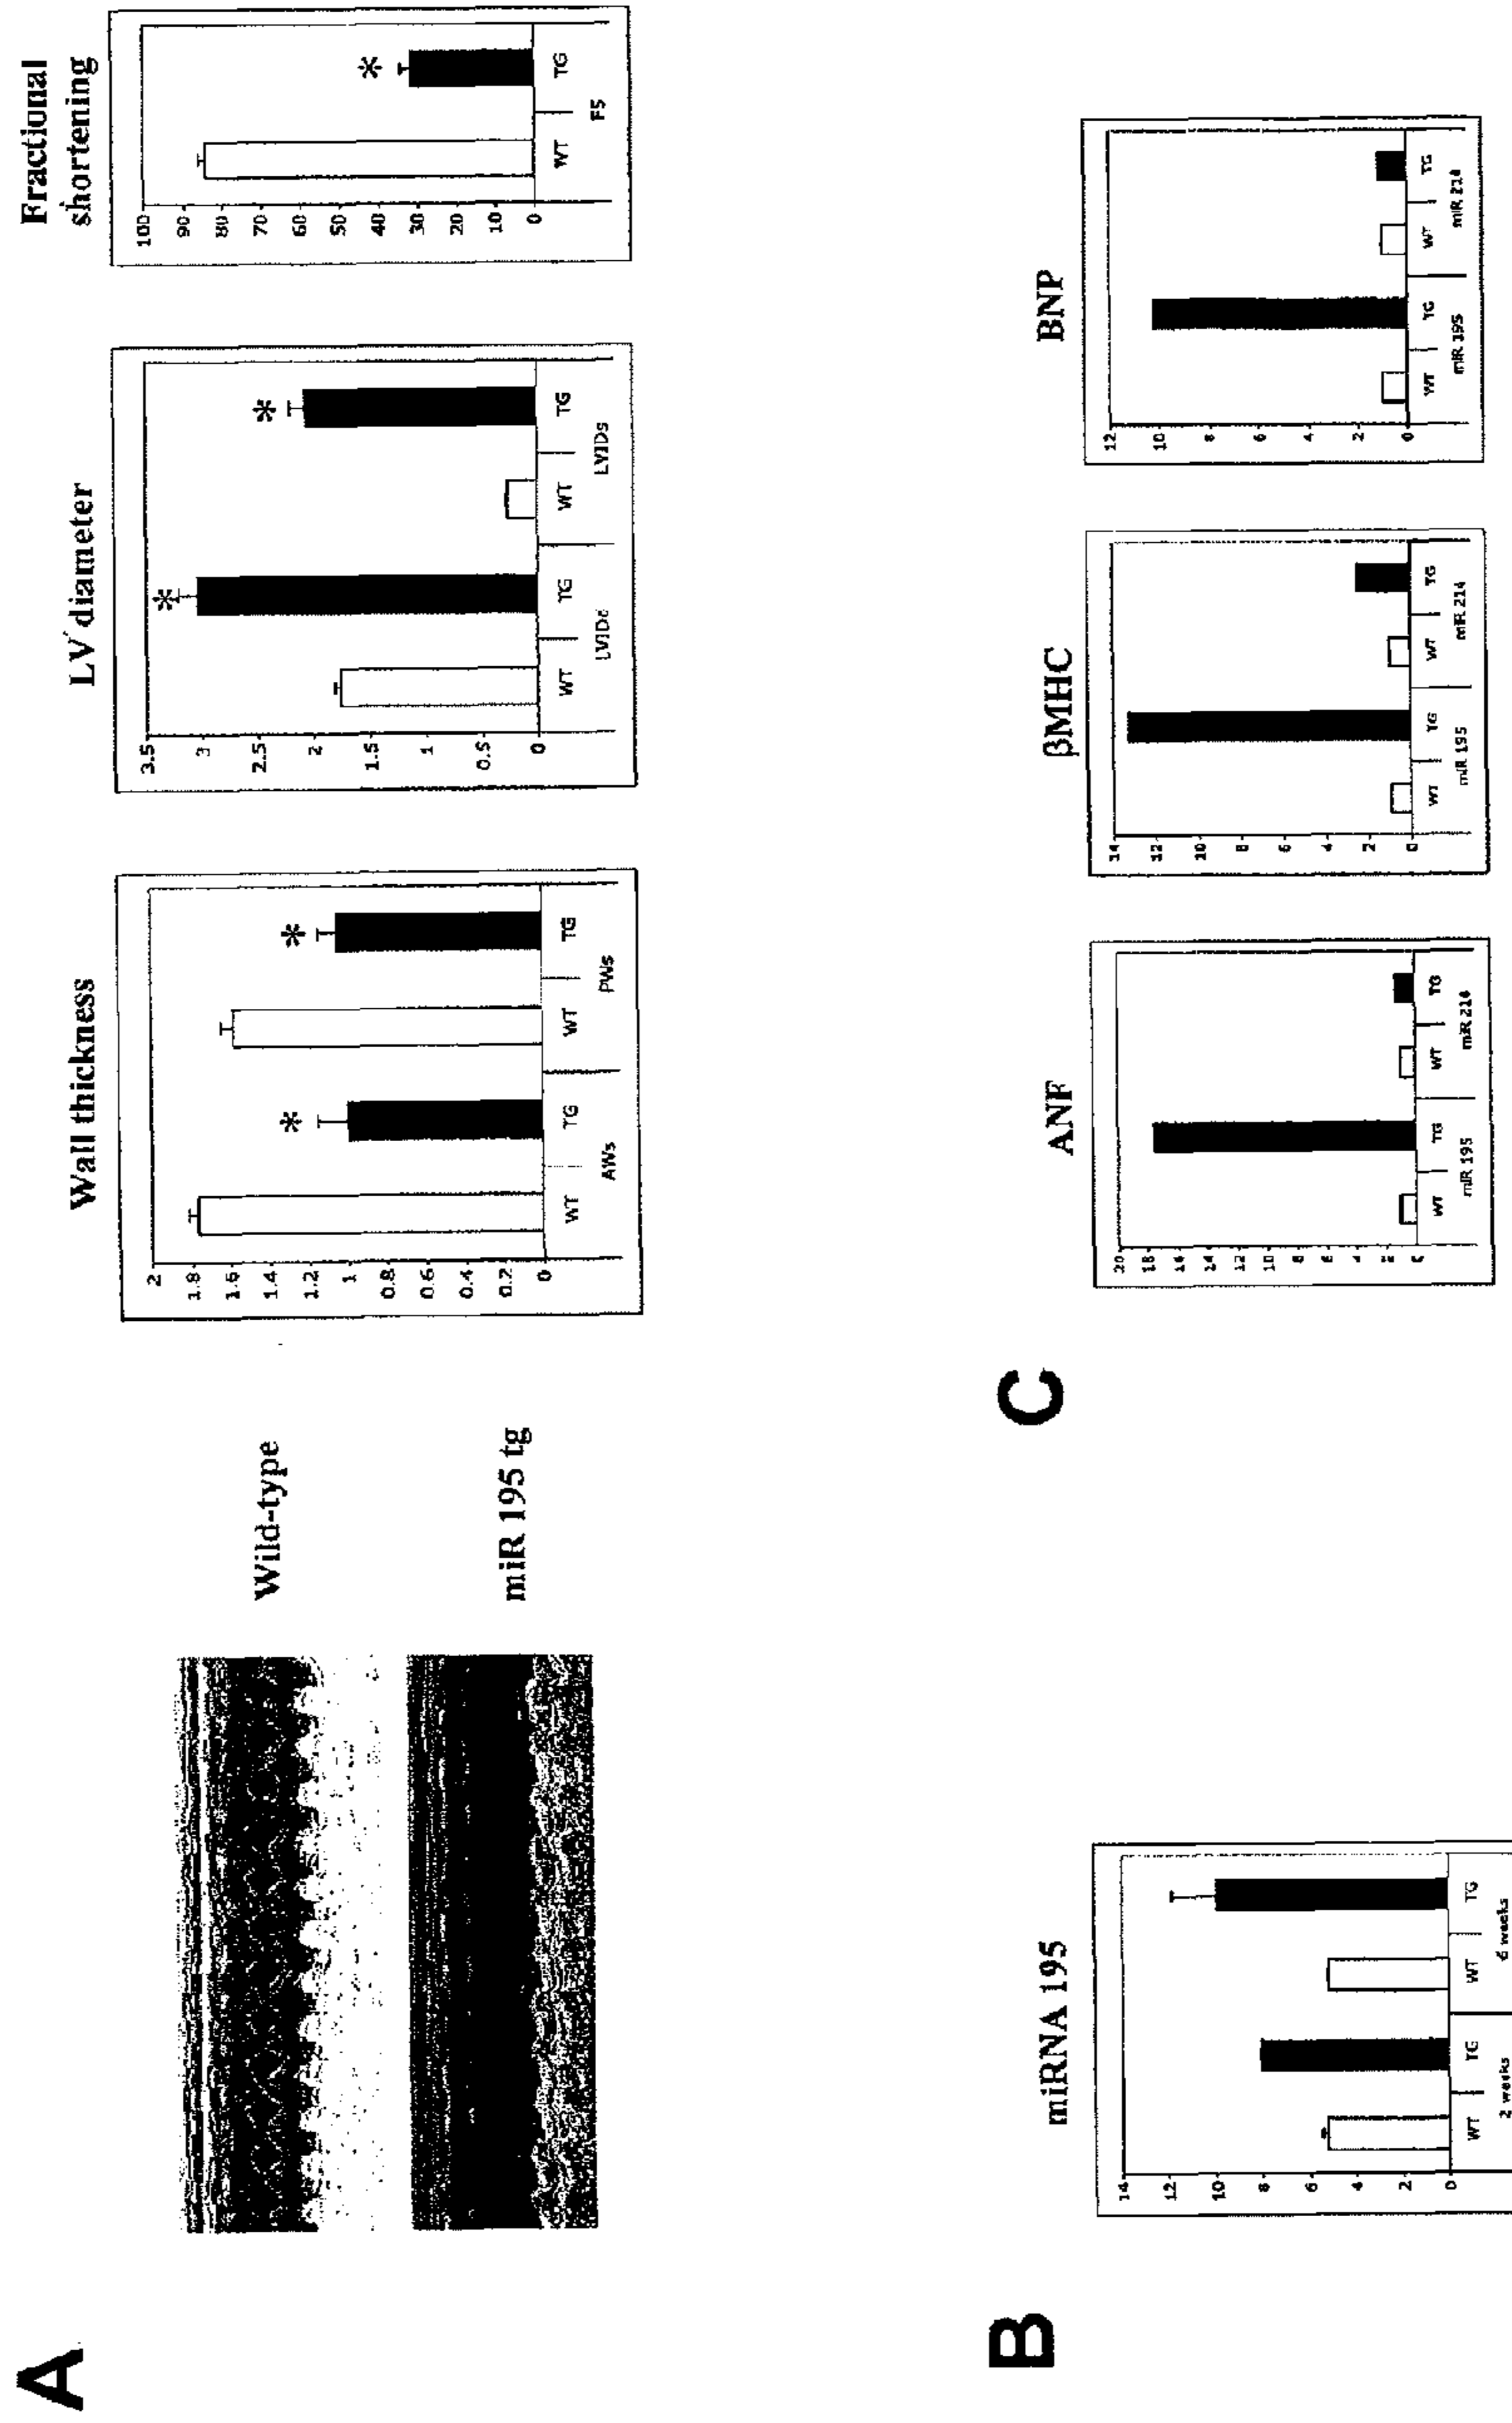 A
Wild-type
miR 195 tg
Wall thickness
2
1.8
1.6
1.4
1.2
1
0.8
0.6
0.4
0.2
0
WT TG WT TG
AWs PWs
LV diameter
3.5
3
2.5
2
1.5
1
0.5
0
WT TG WT TG
LVIDd LVIDs
Fractional
shortening
100
90
80
70
60
50
40
30
20
10
0
WT TG
FS
B
miRNA 195
14
12
10
8
6
4
2
0
WT TG WT TG
2 weeks 6 weeks
C
ANF
20
18
16
14
12
10
8
6
4
2
0
WT TG WT TG
miR 195 miR 214
βMHC
14
12
10
8
6
4
2
0
WT TG WT TG
miR 195 miR 214
BNP
12
10
8
6
4
2
0
WT TG WT TG
miR 195 miR 214